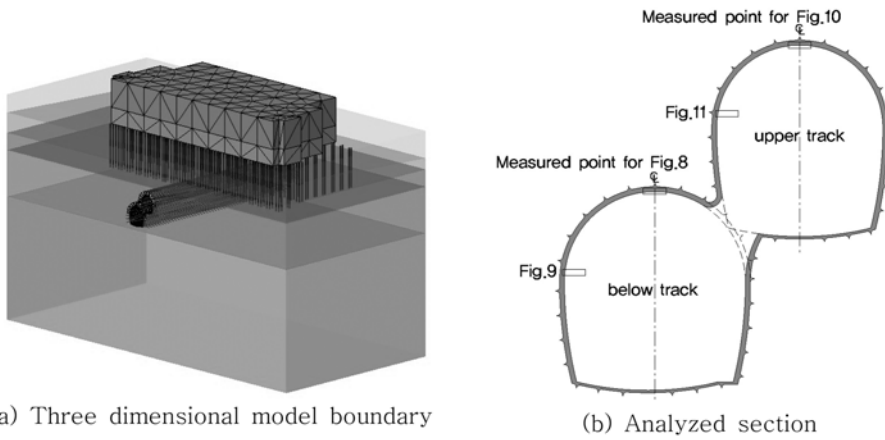 Measured point for Fig.10
℄
Fig.11
upper track
Measured point for Fig.8
℄
Fig.9
below track
a) Three dimensional model boundary
(b) Analyzed section